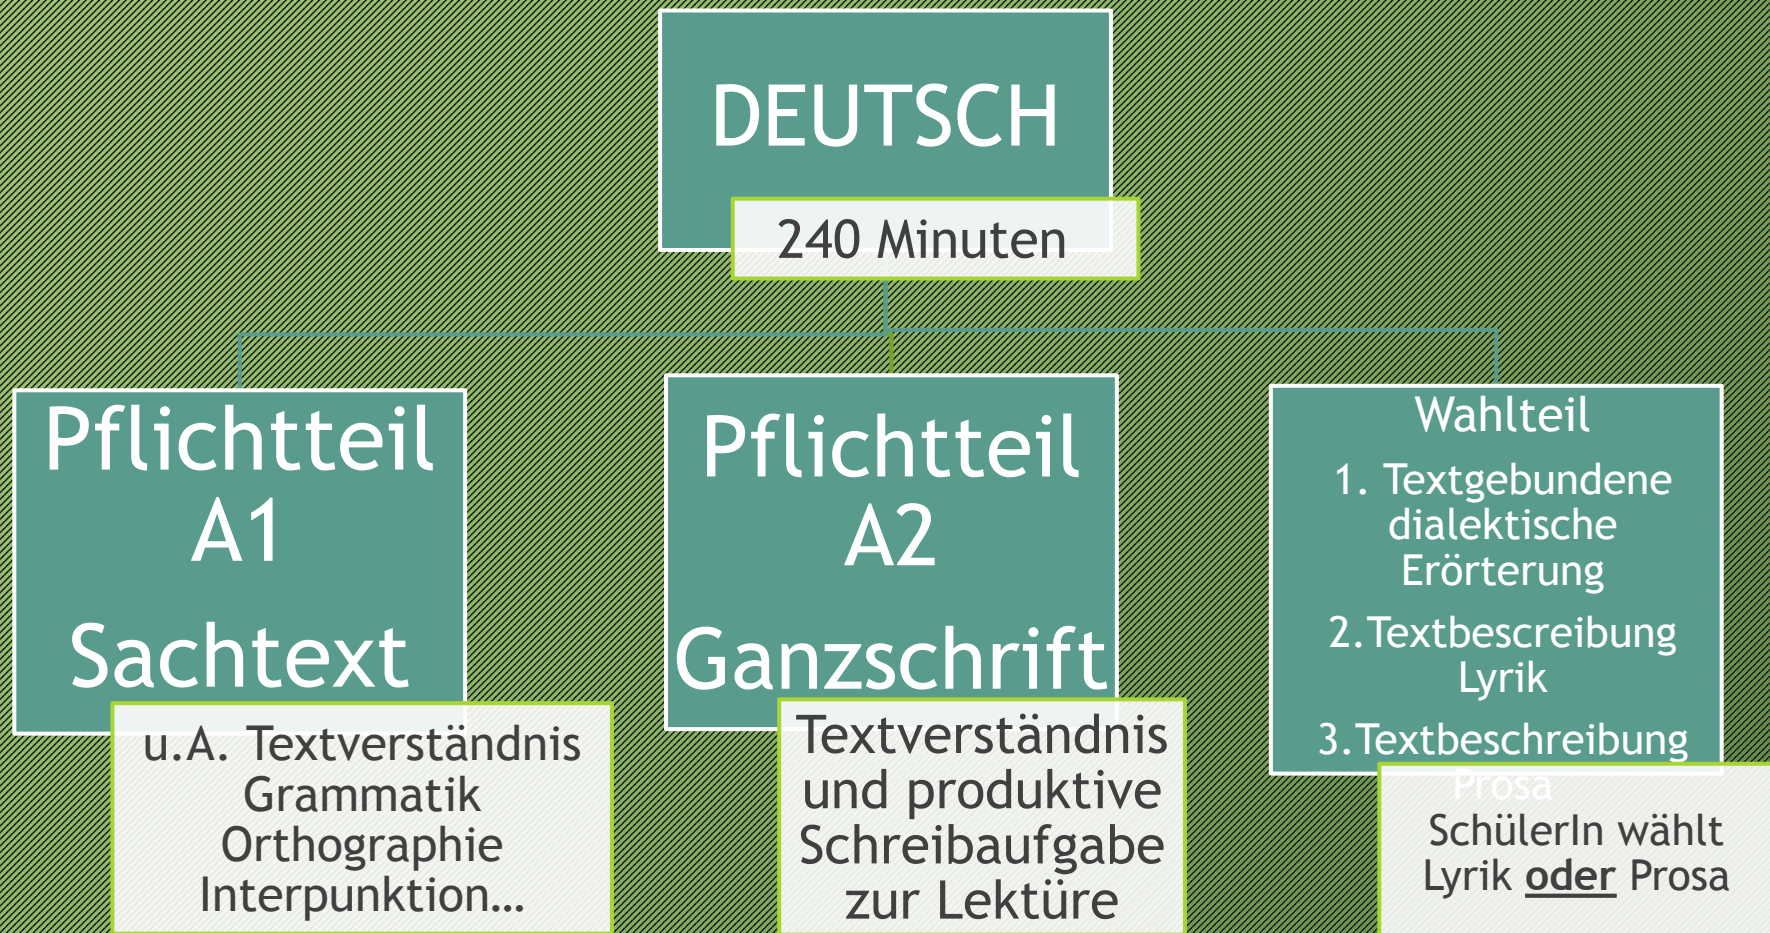 DEUTSCH
240 Minuten
Pflichtteil
A1
Sachtext
u.A. Textverständnis
Grammatik
Orthographie
Interpunktion…
Pflichtteil
A2
Ganzschrift
Textverständnis
und produktive
Schreibaufgabe
zur Lektüre
Wahlteil
1. Textgebundene
dialektische
Erörterung
2.Textbescreibung
Lyrik
3.Textbeschreibung
Prosa
SchülerIn wählt
Lyrik oder Prosa